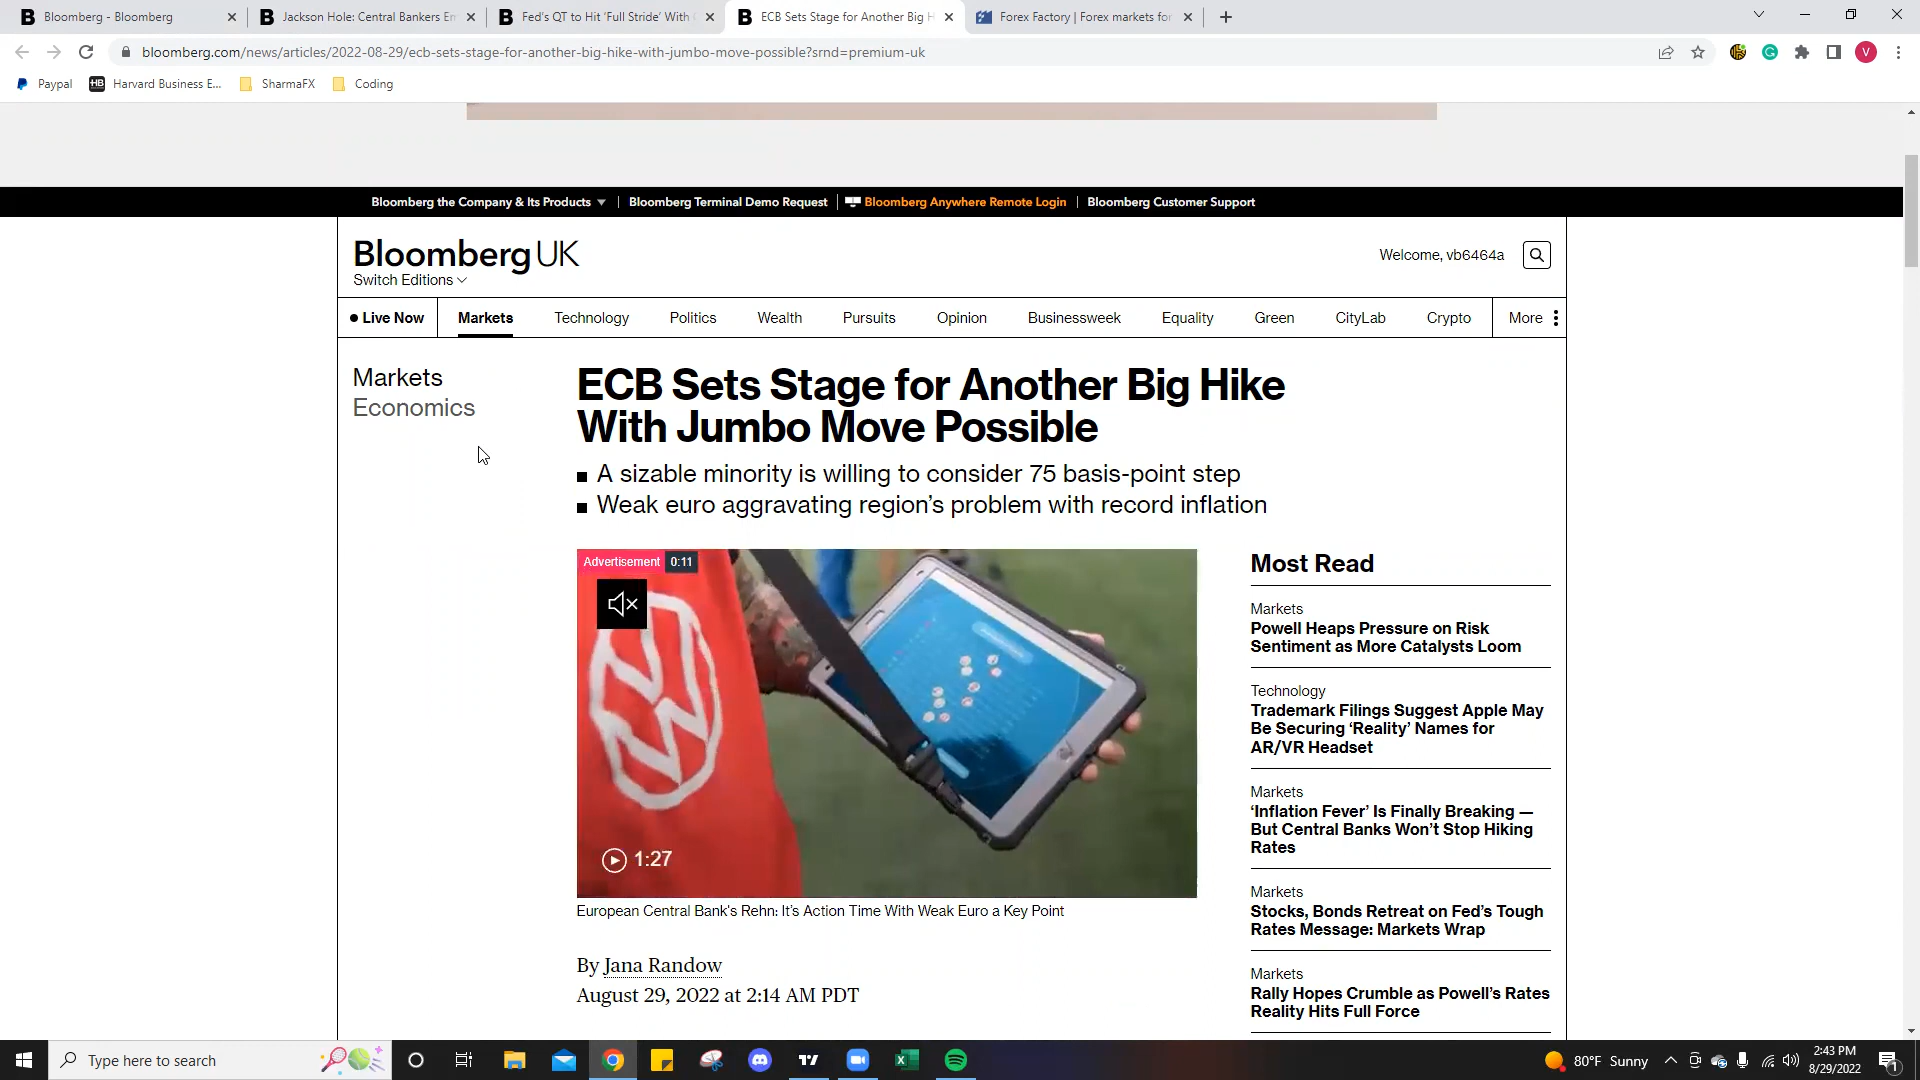 Bloomberg - Bloomberg
Jackson Hole: Central Bankers Em
Fed's QT to Hit 'Full Stride' With
ECB Sets Stage for Another Big H
Forex Factory | Forex markets for
bloomberg.com/news/articles/2022-08-29/ecb-sets-stage-for-another-big-hike-with-jumbo-move-possible?srnd=premium-uk
V
Paypal
HB Harvard Business E...
SharmaFX
Coding
Bloomberg the Company & Its Products
Bloomberg Terminal Demo Request
Bloomberg Anywhere Remote Login
Bloomberg Customer Support
Bloomberg UK
Switch Editions
Welcome, vb6464a
Live Now
Markets
Technology
Politics
Wealth
Pursuits
Opinion
Businessweek
Equality
Green
CityLab
Crypto
More
Markets
Economics
ECB Sets Stage for Another Big Hike
With Jumbo Move Possible
A sizable minority is willing to consider 75 basis-point step
Weak euro aggravating region's problem with record inflation
Advertisement 0:11
1:27
European Central Bank's Rehn: It's Action Time With Weak Euro a Key Point
By Jana Randow
August 29, 2022 at 2:14 AM PDT
Most Read
Markets
Powell Heaps Pressure on Risk
Sentiment as More Catalysts Loom
Technology
Trademark Filings Suggest Apple May
Be Securing 'Reality' Names for
AR/VR Headset
Markets
'Inflation Fever' Is Finally Breaking —
But Central Banks Won't Stop Hiking
Rates
Markets
Stocks, Bonds Retreat on Fed's Tough
Rates Message: Markets Wrap
Markets
Rally Hopes Crumble as Powell's Rates
Reality Hits Full Force
Type here to search
80°F Sunny
2:43 PM
8/29/2022
1